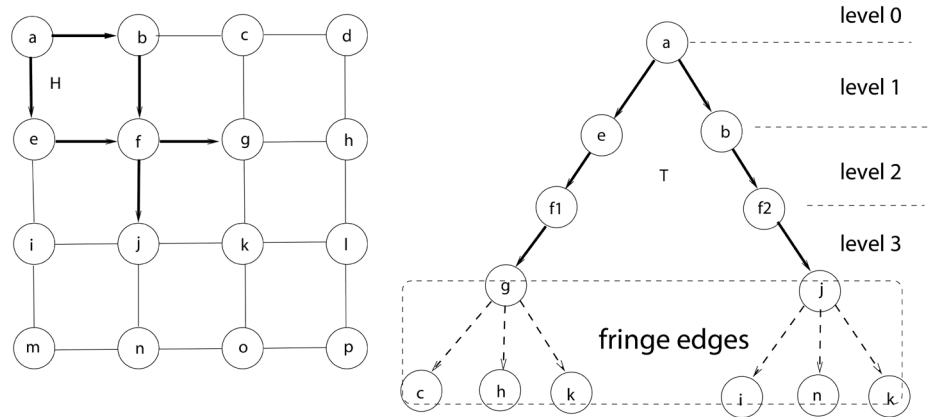 a b c d
H
e f g h
i j k l
m n o p
level 0
a
level 1
e b
level 2
T
f1 f2
level 3
g j
fringe edges
c h k i n k